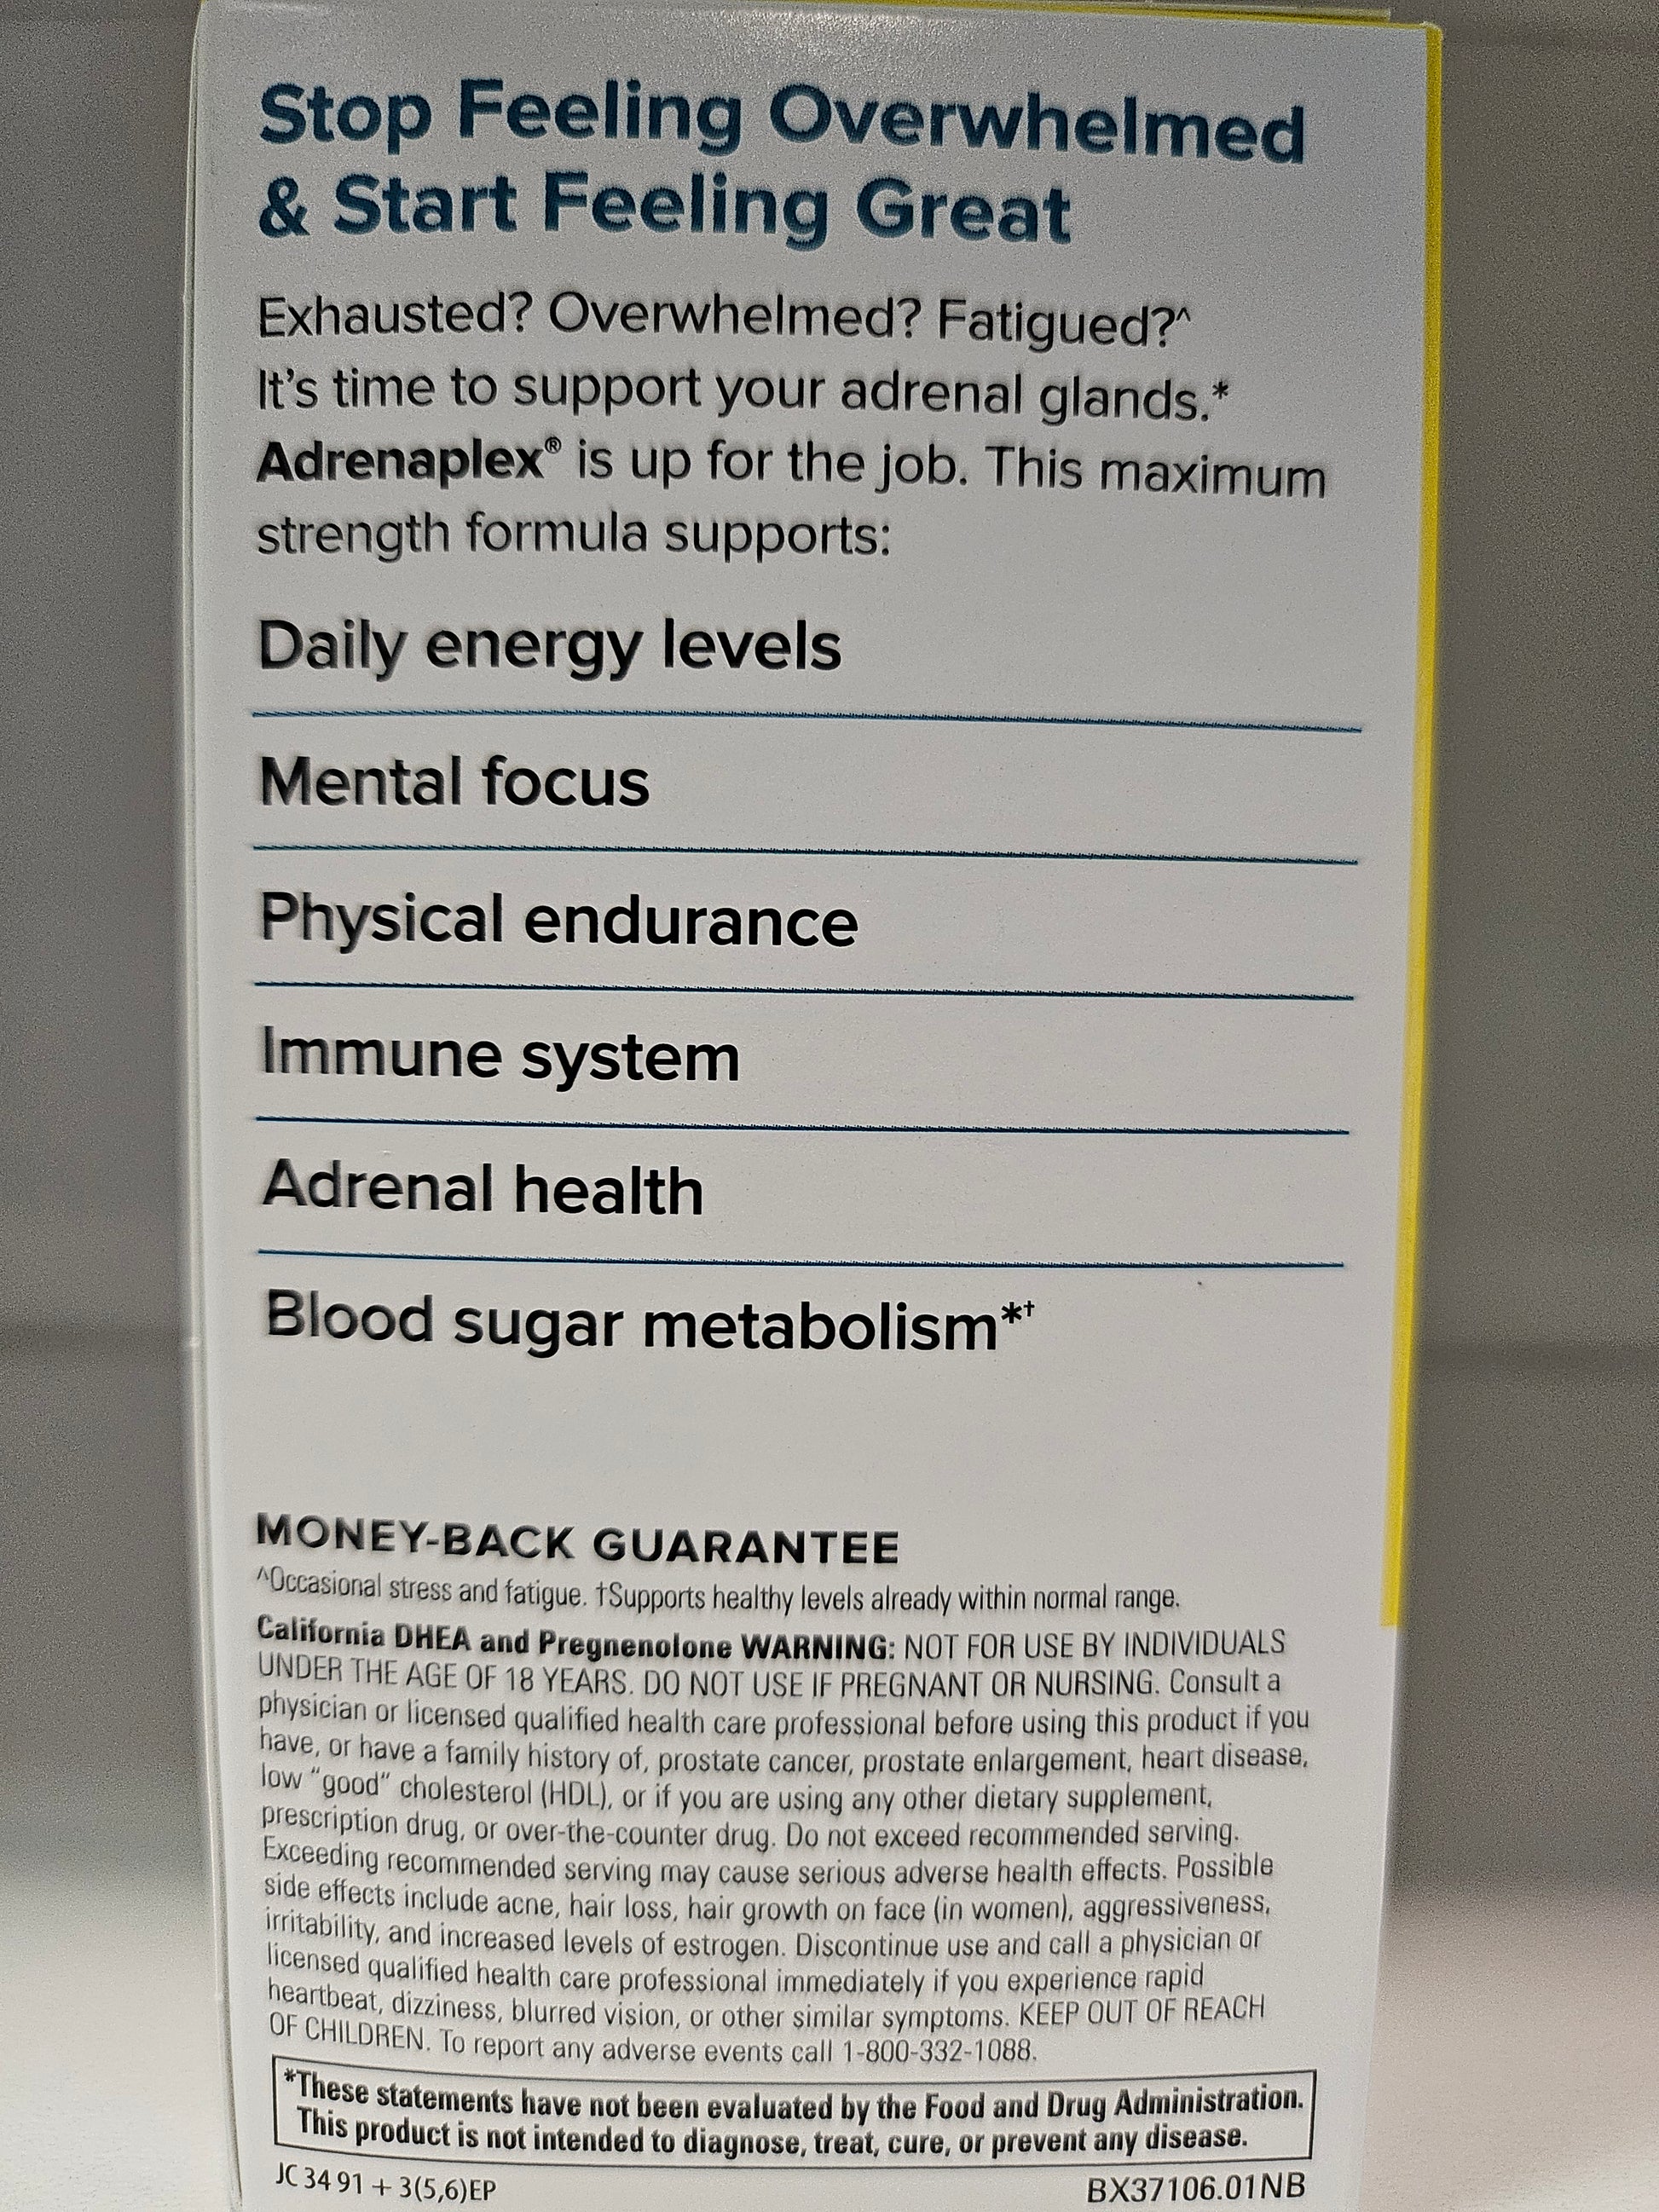 Stop Feeling Overwhelmed
& Start Feeling Great
Exhausted? Overwhelmed? Fatigued?^
It's time to support your adrenal glands.*
Adrenaplex® is up for the job. This maximum
strength formula supports:
Daily energy levels
Mental focus
Physical endurance
Immune system
Adrenal health
Blood sugar metabolism*†
MONEY-BACK GUARANTEE
^Occasional stress and fatigue. †Supports healthy levels already within normal range.
California DHEA and Pregnenolone WARNING: NOT FOR USE BY INDIVIDUALS
UNDER THE AGE OF 18 YEARS. DO NOT USE IF PREGNANT OR NURSING. Consult a
physician or licensed qualified health care professional before using this product if you
have, or have a family history of, prostate cancer, prostate enlargement, heart disease,
low "good" cholesterol (HDL), or if you are using any other dietary supplement,
prescription drug, or over-the-counter drug. Do not exceed recommended serving.
Exceeding recommended serving may cause serious adverse health effects. Possible
side effects include acne, hair loss, hair growth on face (in women), aggressiveness,
irritability, and increased levels of estrogen. Discontinue use and call a physician or
licensed qualified health care professional immediately if you experience rapid
heartbeat, dizziness, blurred vision, or other similar symptoms. KEEP OUT OF REACH
OF CHILDREN. To report any adverse events call 1-800-332-1088.
*These statements have not been evaluated by the Food and Drug Administration.
This product is not intended to diagnose, treat, cure, or prevent any disease.
JC 34 91 + 3(5,6)EP
BX37106.01NB